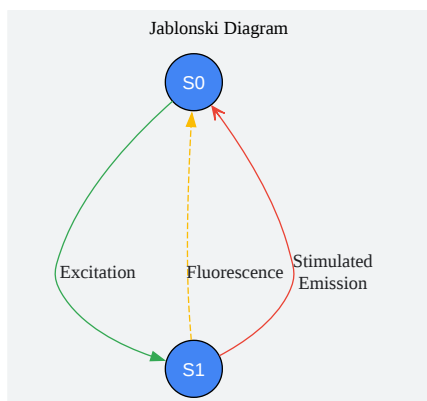 Jablonski Diagram
S0
Excitation
Fluorescence
Stimulated
Emission
S1